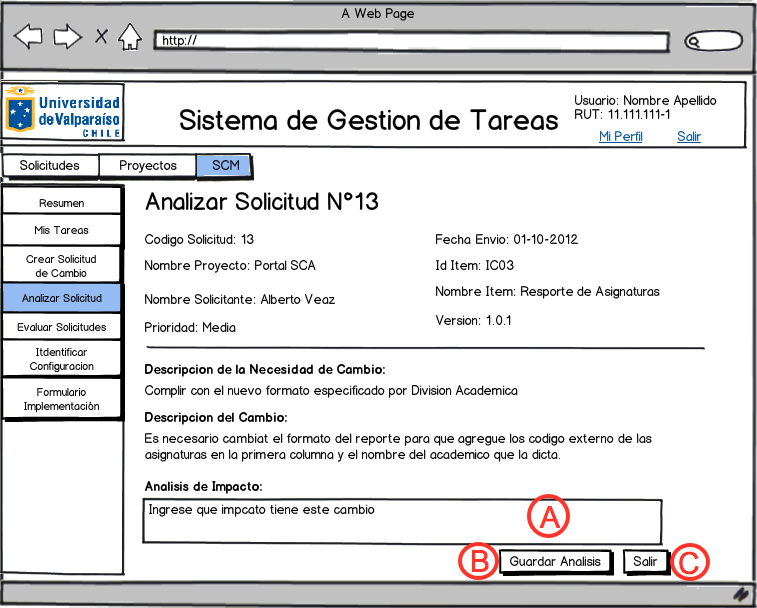 A Web Page
http://
Universidad
de Valparaíso
CHILE
Sistema de Gestion de Tareas
Usuario: Nombre Apellido
RUT: 11.111.111-1
Mi Perfil Salir
Solicitudes Proyectos SCM
Resumen
Mis Tareas
Crear Solicitud
de Cambio
Analizar Solicitud
Evaluar Solicitudes
Itdentificar
Configuracion
Formulario
Implementación
Analizar Solicitud N°13
Codigo Solicitud: 13 Fecha Envio: 01-10-2012
Nombre Proyecto: Portal SCA Id Item: IC03
Nombre Solicitante: Alberto Veaz Nombre Item: Resporte de Asignaturas
Prioridad: Media Version: 1.0.1
Descripcion de la Necesidad de Cambio:
Complir con el nuevo formato especificado por Division Academica
Descripcion del Cambio:
Es necesario cambiat el formato del reporte para que agregue los codigo externo de las
asignaturas en la primera columna y el nombre del academico que la dicta.
Analisis de Impacto:
Ingrese que impcato tiene este cambio A
B Guardar Analisis Salir C